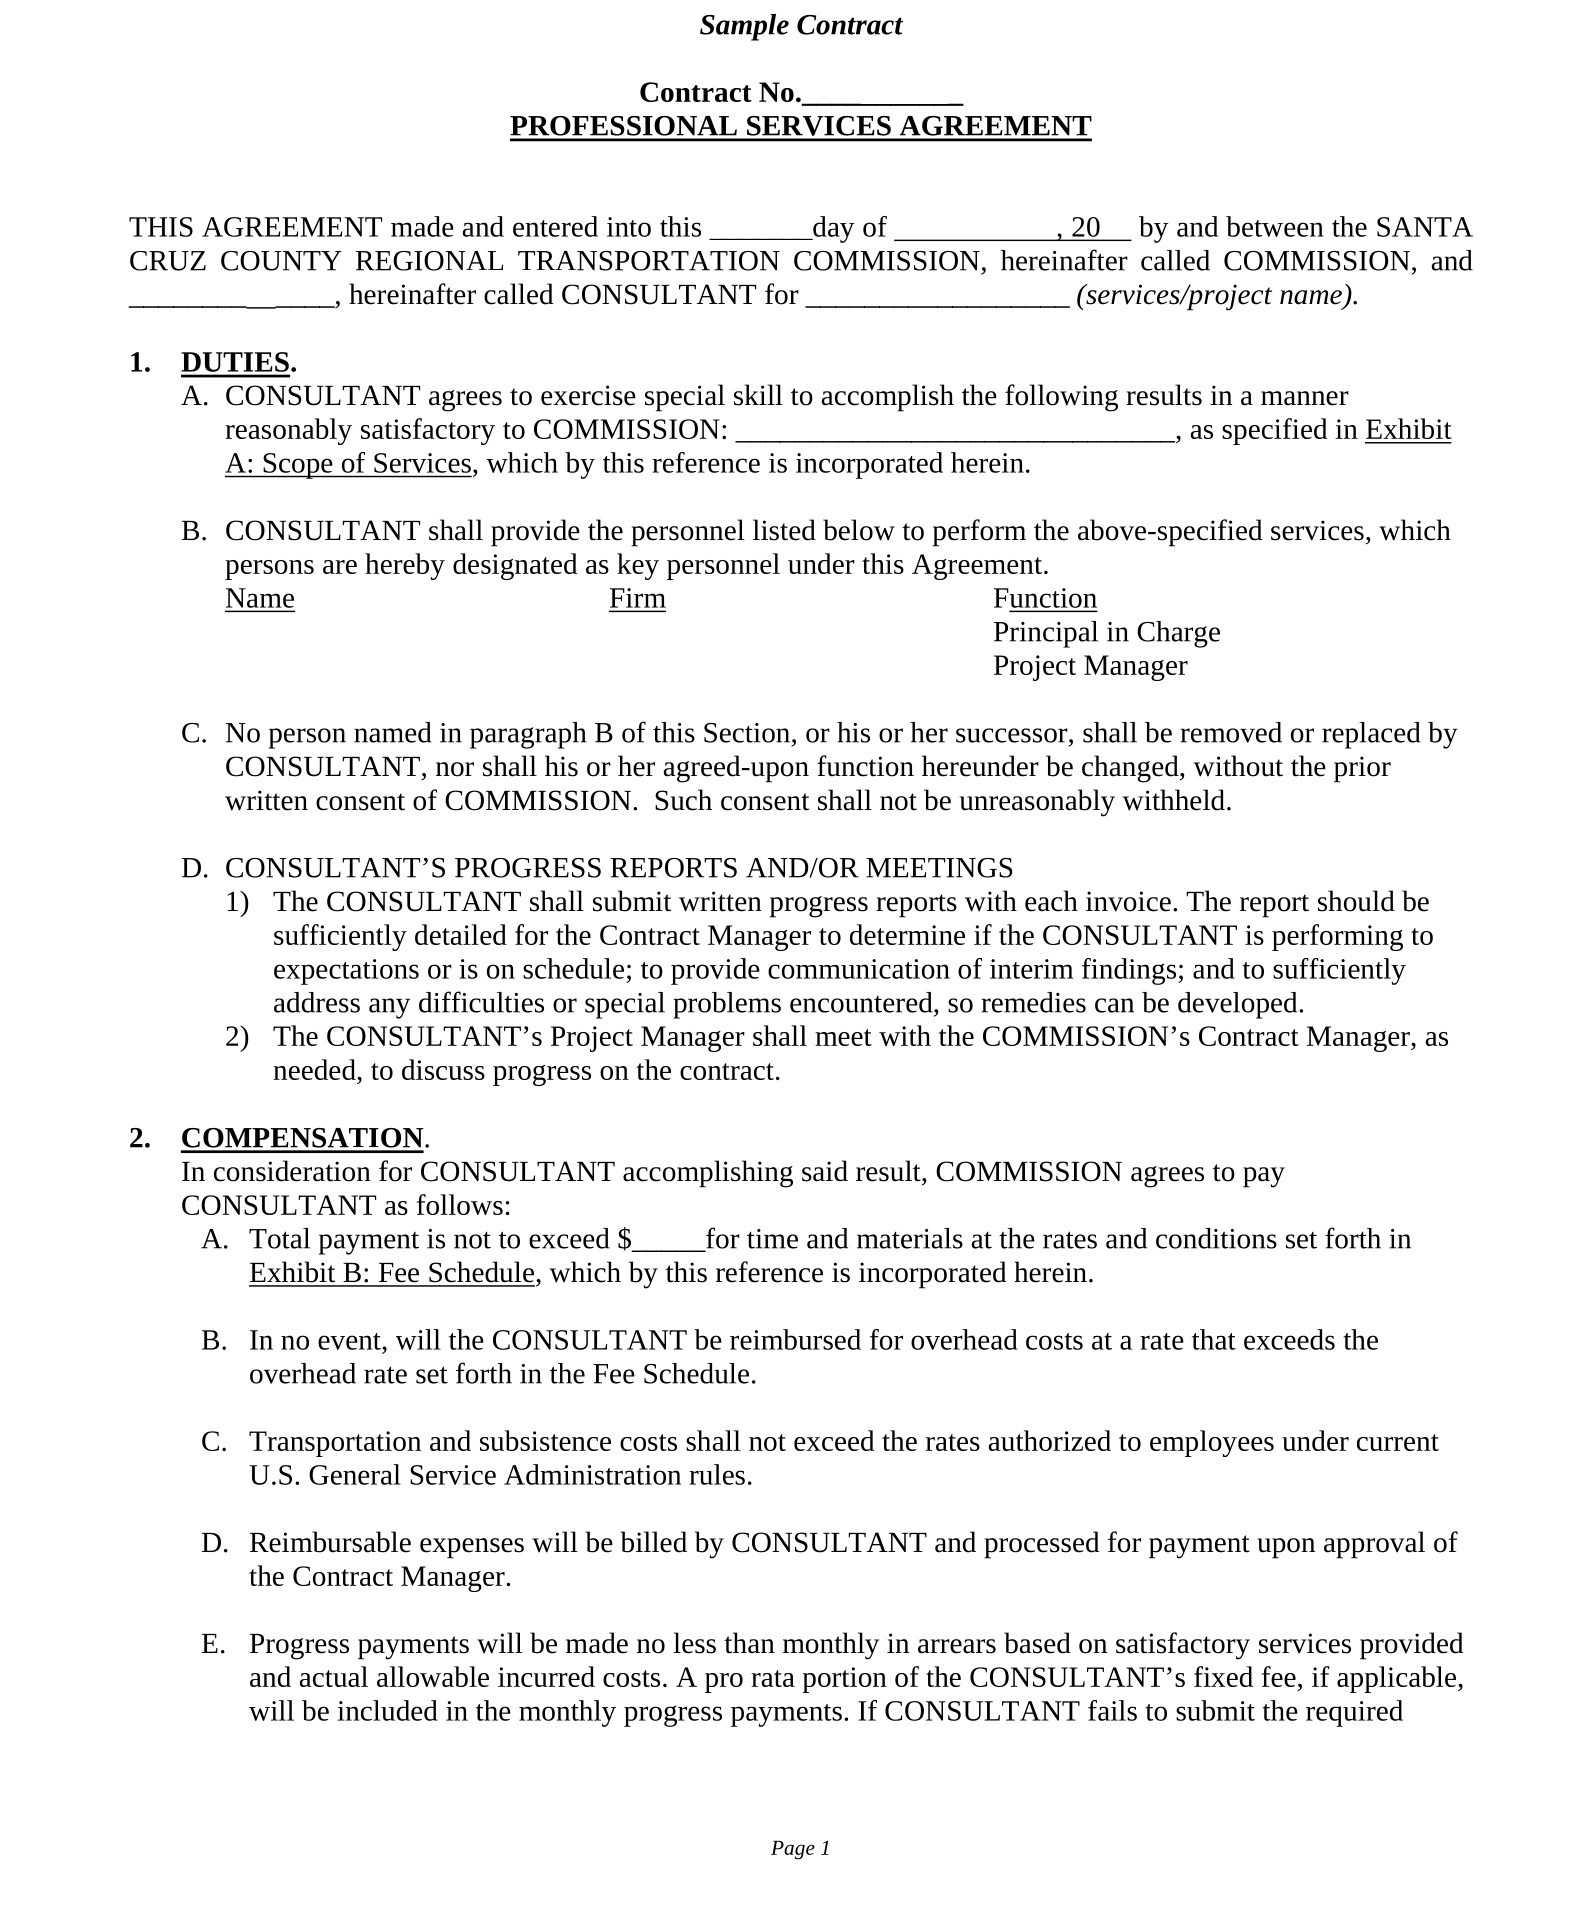 Sample Contract
Contract No.___________
PROFESSIONAL SERVICES AGREEMENT
THIS AGREEMENT made and entered into this _______day of ___________, 20__ by and between the SANTA
CRUZ COUNTY REGIONAL TRANSPORTATION COMMISSION, hereinafter called COMMISSION, and
______________, hereinafter called CONSULTANT for __________________ (services/project name).
1. DUTIES.
A. CONSULTANT agrees to exercise special skill to accomplish the following results in a manner
reasonably satisfactory to COMMISSION: ______________________________, as specified in Exhibit
A: Scope of Services, which by this reference is incorporated herein.
B. CONSULTANT shall provide the personnel listed below to perform the above-specified services, which
persons are hereby designated as key personnel under this Agreement.
Name Firm Function
Principal in Charge
Project Manager
C. No person named in paragraph B of this Section, or his or her successor, shall be removed or replaced by
CONSULTANT, nor shall his or her agreed-upon function hereunder be changed, without the prior
written consent of COMMISSION.  Such consent shall not be unreasonably withheld.
D. CONSULTANT’S PROGRESS REPORTS AND/OR MEETINGS
1) The CONSULTANT shall submit written progress reports with each invoice. The report should be
sufficiently detailed for the Contract Manager to determine if the CONSULTANT is performing to
expectations or is on schedule; to provide communication of interim findings; and to sufficiently
address any difficulties or special problems encountered, so remedies can be developed.
2) The CONSULTANT’s Project Manager shall meet with the COMMISSION’s Contract Manager, as
needed, to discuss progress on the contract.
2. COMPENSATION.
In consideration for CONSULTANT accomplishing said result, COMMISSION agrees to pay
CONSULTANT as follows:
A. Total payment is not to exceed $_____for time and materials at the rates and conditions set forth in
Exhibit B: Fee Schedule, which by this reference is incorporated herein.
B. In no event, will the CONSULTANT be reimbursed for overhead costs at a rate that exceeds the
overhead rate set forth in the Fee Schedule.
C. Transportation and subsistence costs shall not exceed the rates authorized to employees under current
U.S. General Service Administration rules.
D. Reimbursable expenses will be billed by CONSULTANT and processed for payment upon approval of
the Contract Manager.
E. Progress payments will be made no less than monthly in arrears based on satisfactory services provided
and actual allowable incurred costs. A pro rata portion of the CONSULTANT’s fixed fee, if applicable,
will be included in the monthly progress payments. If CONSULTANT fails to submit the required
Page 1